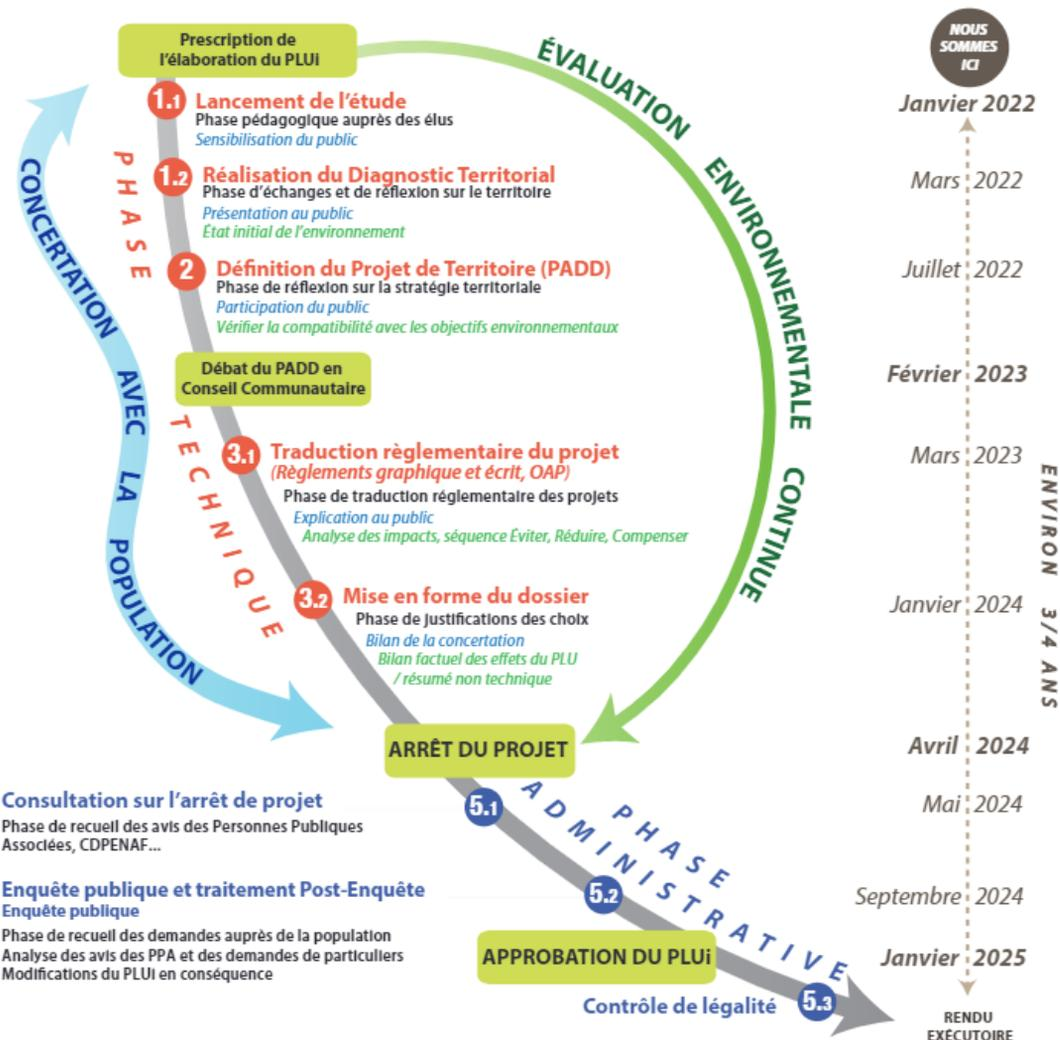 Prescription de
l'élaboration du PLUi
1.1 Lancement de l'étude
Phase pédagogique auprès des élus
Sensibilisation du public
1.2 Réalisation du Diagnostic Territorial
Phase d'échanges et de réflexion sur le territoire
Présentation au public
État initial de l'environnement
2 Définition du Projet de Territoire (PADD)
Phase de réflexion sur la stratégie territoriale
Participation du public
Vérifier la compatibilité avec les objectifs environnementaux
Débat du PADD en
Conseil Communautaire
3.1 Traduction règlementaire du projet
(Règlements graphique et écrit, OAP)
Phase de traduction réglementaire des projets
Explication au public
Analyse des impacts, séquence Éviter, Réduire, Compenser
3.2 Mise en forme du dossier
Phase de justifications des choix
Bilan de la concertation
Bilan factuel des effets du PLU
/ résumé non technique
ARRÊT DU PROJET
PHASE TECHNIQUE
CONCERTATION AVEC LA POPULATION
ÉVALUATION ENVIRONNEMENTALE CONTINUE
Consultation sur l'arrêt de projet 5.1
Phase de recueil des avis des Personnes Publiques
Associées, CDPENAF...
Enquête publique et traitement Post-Enquête 5.2
Enquête publique
Phase de recueil des demandes auprès de la population
Analyse des avis des PPA et des demandes de particuliers
Modifications du PLUi en conséquence
PHASE
ADMINISTRATIVE
APPROBATION DU PLUi
Contrôle de légalité 5.3
NOUS
SOMMES
ICI
Janvier 2022
Mars 2022
Juillet 2022
Février 2023
Mars 2023
Janvier 2024
Avril 2024
Mai 2024
Septembre 2024
Janvier 2025
RENDU
EXÉCUTOIRE
ENVIRON 3/4 ANS